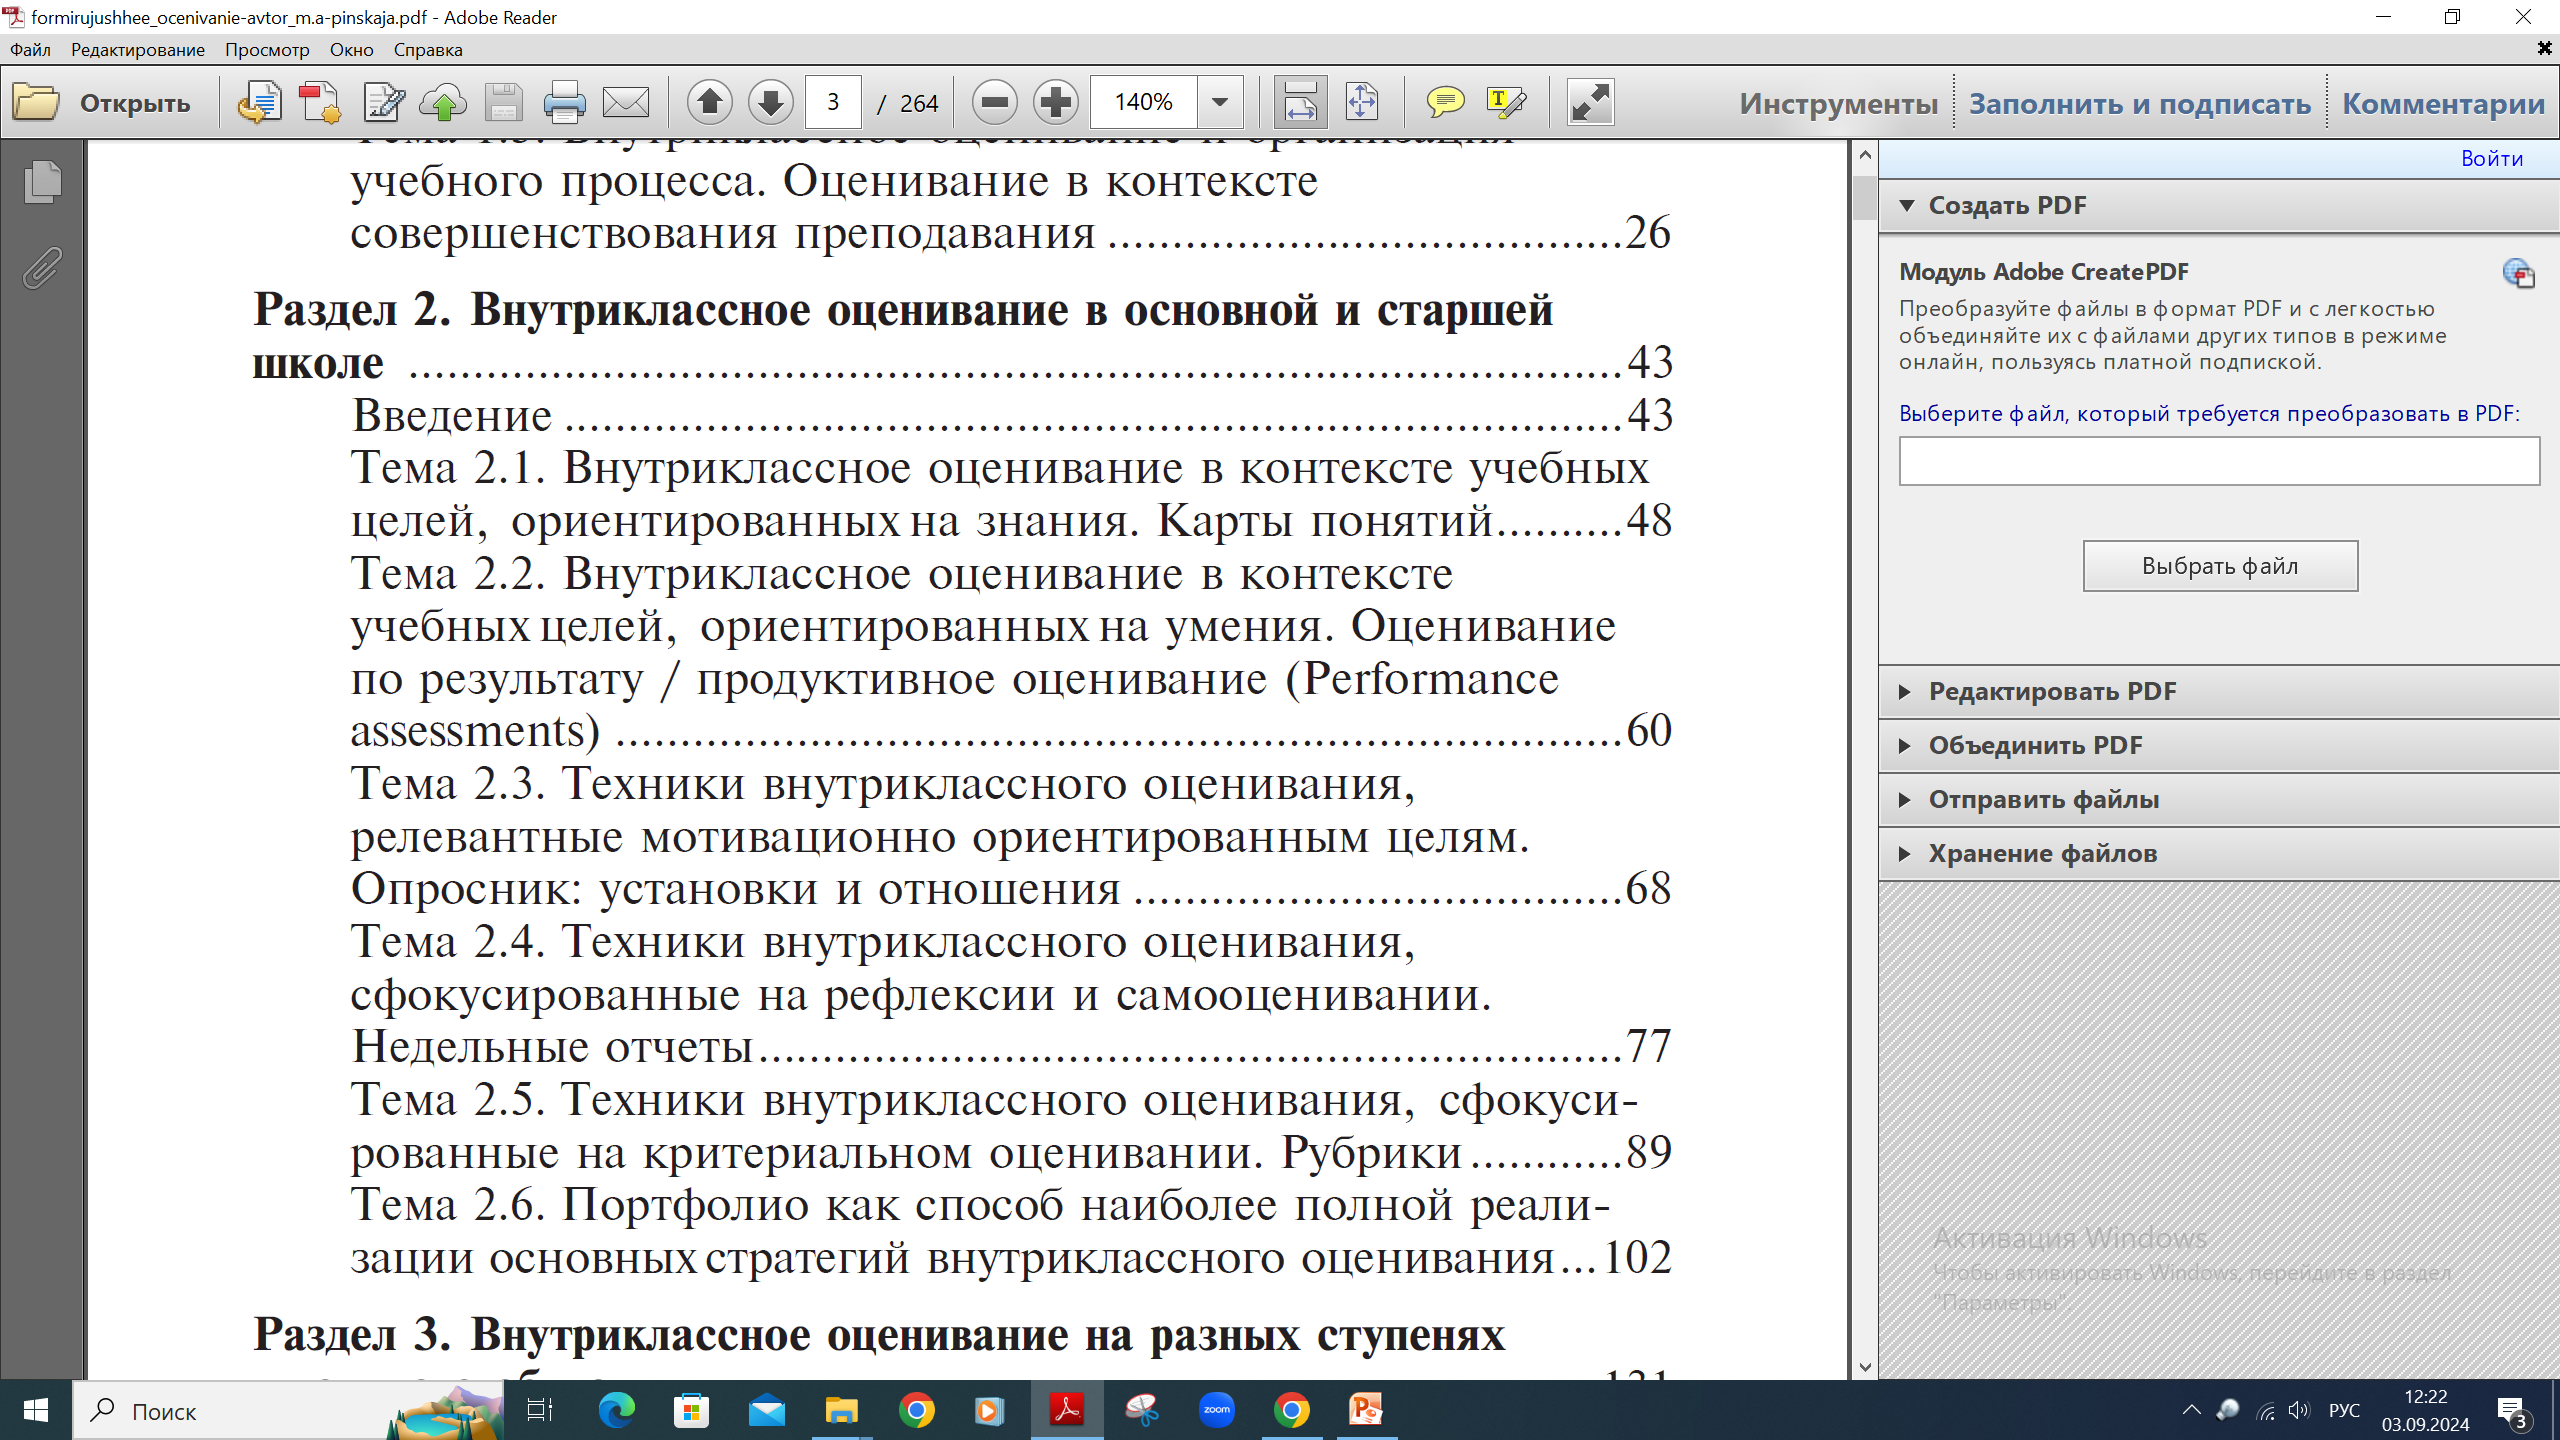 formirujushhee_ocenivanie-avtor_m.a-pinskaja.pdf - Adobe Reader
Файл Редактирование Просмотр Окно Справка
Открыть 3 / 264 140% Инструменты Заполнить и подписать Комментарии
учебного процесса. Оценивание в контексте
совершенствования преподавания ........................................26
Раздел 2. Внутриклассное оценивание в основной и старшей
школе ..............................................................................................43
Введение ..................................................................................43
Тема 2.1. Внутриклассное оценивание в контексте учебных
целей, ориентированных на знания. Карты понятий..........48
Тема 2.2. Внутриклассное оценивание в контексте
учебных целей, ориентированных на умения. Оценивание
по результату / продуктивное оценивание (Performance
assessments) ..............................................................................60
Тема 2.3. Техники внутриклассного оценивания,
релевантные мотивационно ориентированным целям.
Опросник: установки и отношения ......................................68
Тема 2.4. Техники внутриклассного оценивания,
сфокусированные на рефлексии и самооценивании.
Недельные отчеты...................................................................77
Тема 2.5. Техники внутриклассного оценивания, сфокуси-
рованные на критериальном оценивании. Рубрики............89
Тема 2.6. Портфолио как способ наиболее полной реали-
зации основных стратегий внутриклассного оценивания...102
Раздел 3. Внутриклассное оценивание на разных ступенях
Войти
Создать PDF
Модуль Adobe CreatePDF
Преобразуйте файлы в формат PDF и с легкостью
объединяйте их с файлами других типов в режиме
онлайн, пользуясь платной подпиской.
Выберите файл, который требуется преобразовать в PDF:
Выбрать файл
Редактировать PDF
Объединить PDF
Отправить файлы
Хранение файлов
Активация Windows
Чтобы активировать Windows, перейдите в раздел
"Параметры".
Поиск
zoom
РУС
12:22
03.09.2024
3